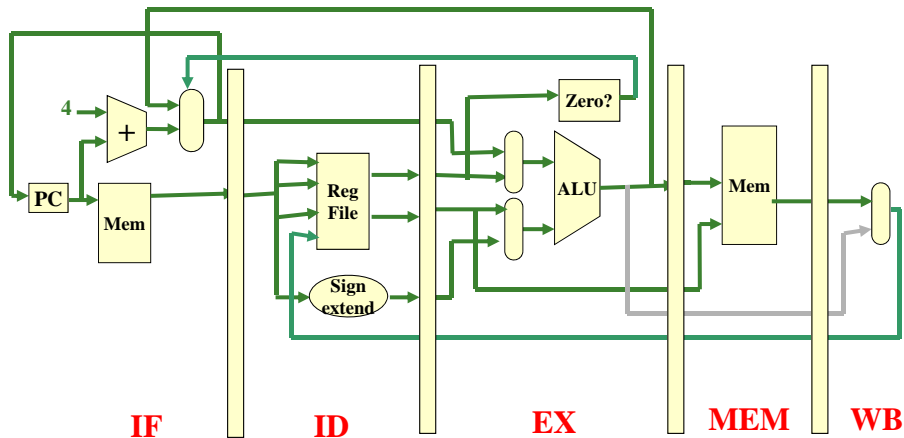 Zero?
4
+
Reg
File
ALU
Mem
PC
Mem
Sign
extend
IF
ID
EX
MEM
WB